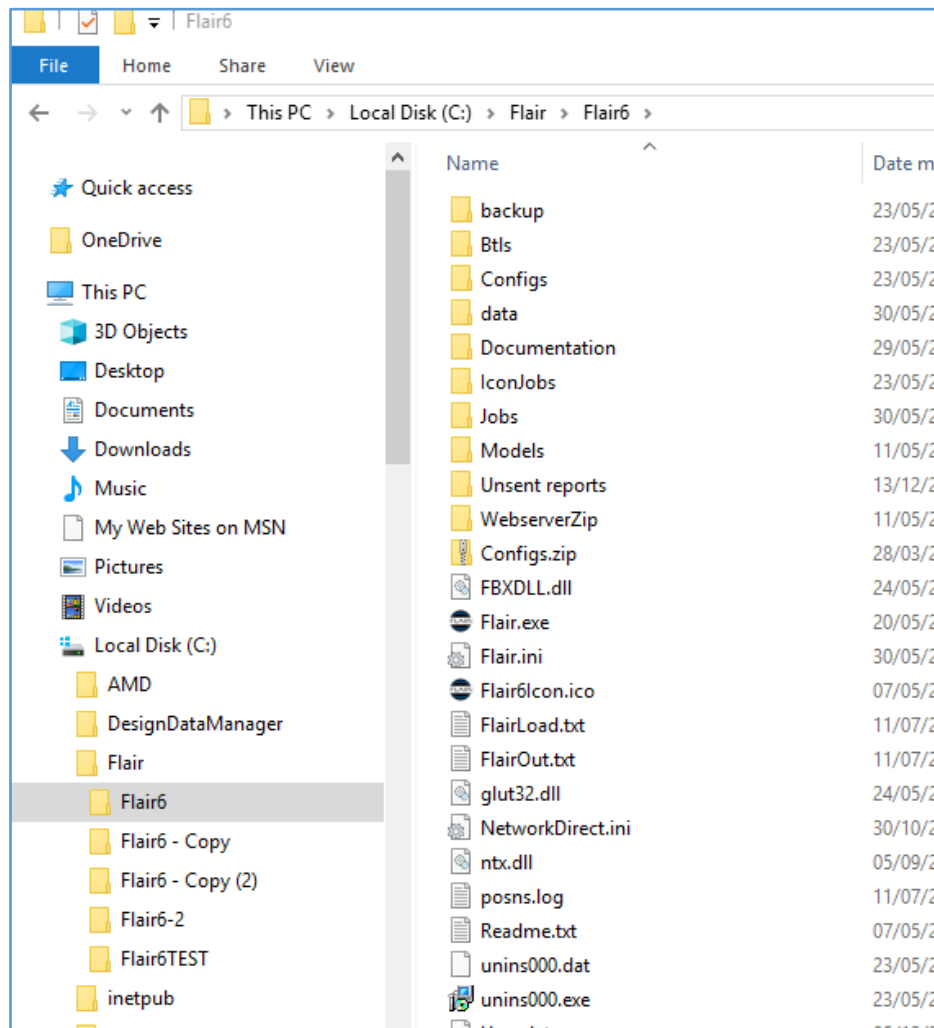 Flair6
File Home Share View
This PC > Local Disk (C:) > Flair > Flair6 >
Name Date m
Quick access
OneDrive
This PC
3D Objects
Desktop
Documents
Downloads
Music
My Web Sites on MSN
Pictures
Videos
Local Disk (C:)
AMD
DesignDataManager
Flair
Flair6
Flair6 - Copy
Flair6 - Copy (2)
Flair6-2
Flair6TEST
inetpub
backup 23/05/2
Btls 23/05/2
Configs 23/05/2
data 30/05/2
Documentation 29/05/2
IconJobs 23/05/2
Jobs 30/05/2
Models 11/05/2
Unsent reports 13/12/2
WebserverZip 11/05/2
Configs.zip 28/03/2
FBXDLL.dll 24/05/2
Flair.exe 20/05/2
Flair.ini 30/05/2
Flair6Icon.ico 07/05/2
FlairLoad.txt 11/07/2
FlairOut.txt 11/07/2
glut32.dll 24/05/2
NetworkDirect.ini 30/10/2
ntx.dll 05/09/2
posns.log 11/07/2
Readme.txt 07/05/2
unins000.dat 23/05/2
unins000.exe 23/05/2